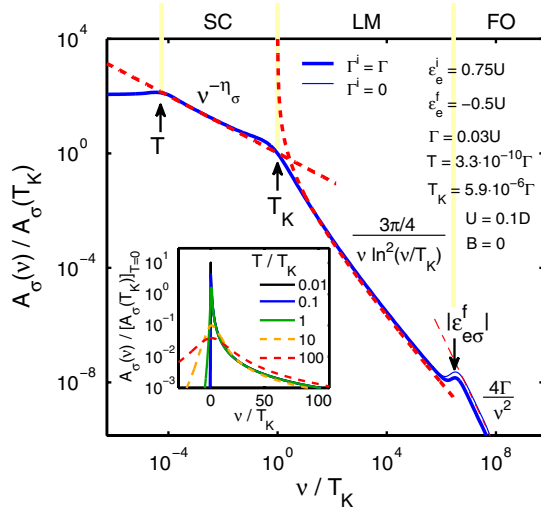 SC LM FO
10^4
10^0
10^-4
10^-8
A_σ(ν) / A_σ(T_K)
ν^-η_σ
T
T_K
Γ^i = Γ
Γ^i = 0
ε_e^i = 0.75U
ε_e^f = -0.5U
Γ = 0.03U
T = 3.3·10^-10Γ
T_K = 5.9·10^-6Γ
U = 0.1D
B = 0
3π/4
ν ln^2(ν/T_K)
|ε_eσ^f|
4Γ
ν^2
A_σ(ν) / [A_σ(T_K)]_T=0
10^1
10^0
10^-1
10^-2
10^-3
T / T_K
0.01
0.1
1
10
100
0 50 100
ν / T_K
10^-4 10^0 10^4 10^8
ν / T_K